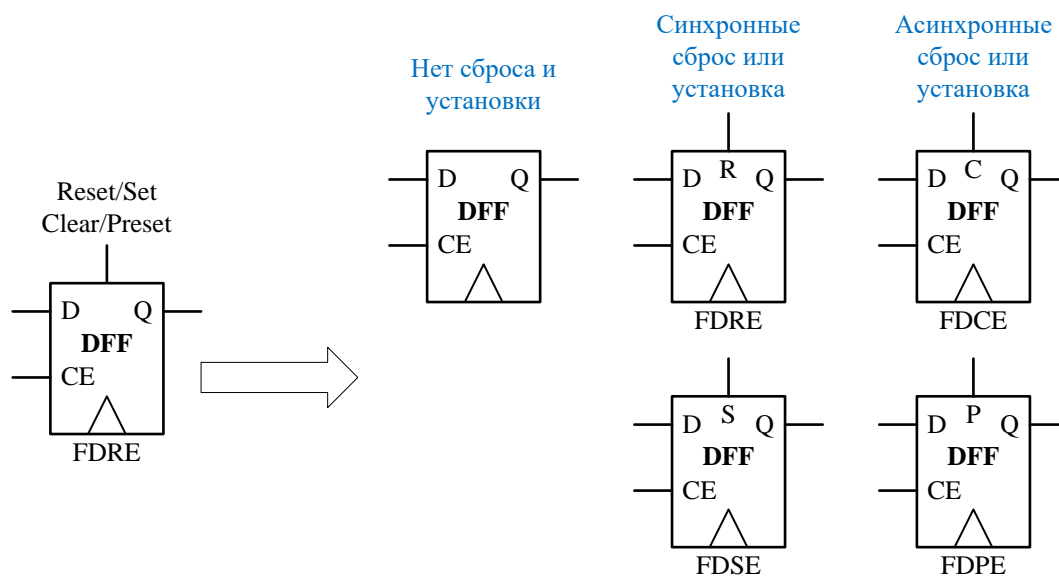 Нет сброса и
установки
Синхронные
сброс или
установка
Асинхронные
сброс или
установка
Reset/Set
Clear/Preset
D Q
DFF
CE
FDRE
D Q
DFF
CE
R
D Q
DFF
CE
FDRE
C
D Q
DFF
CE
FDCE
S
D Q
DFF
CE
FDSE
P
D Q
DFF
CE
FDPE